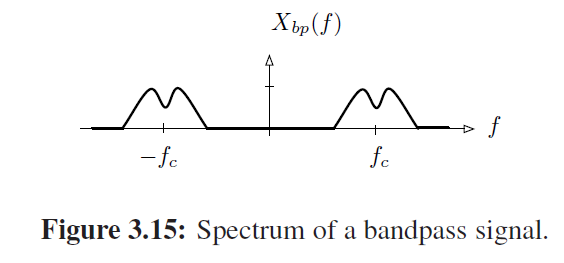 X_{bp}(f)
f
−f_c
f_c
Figure 3.15: Spectrum of a bandpass signal.